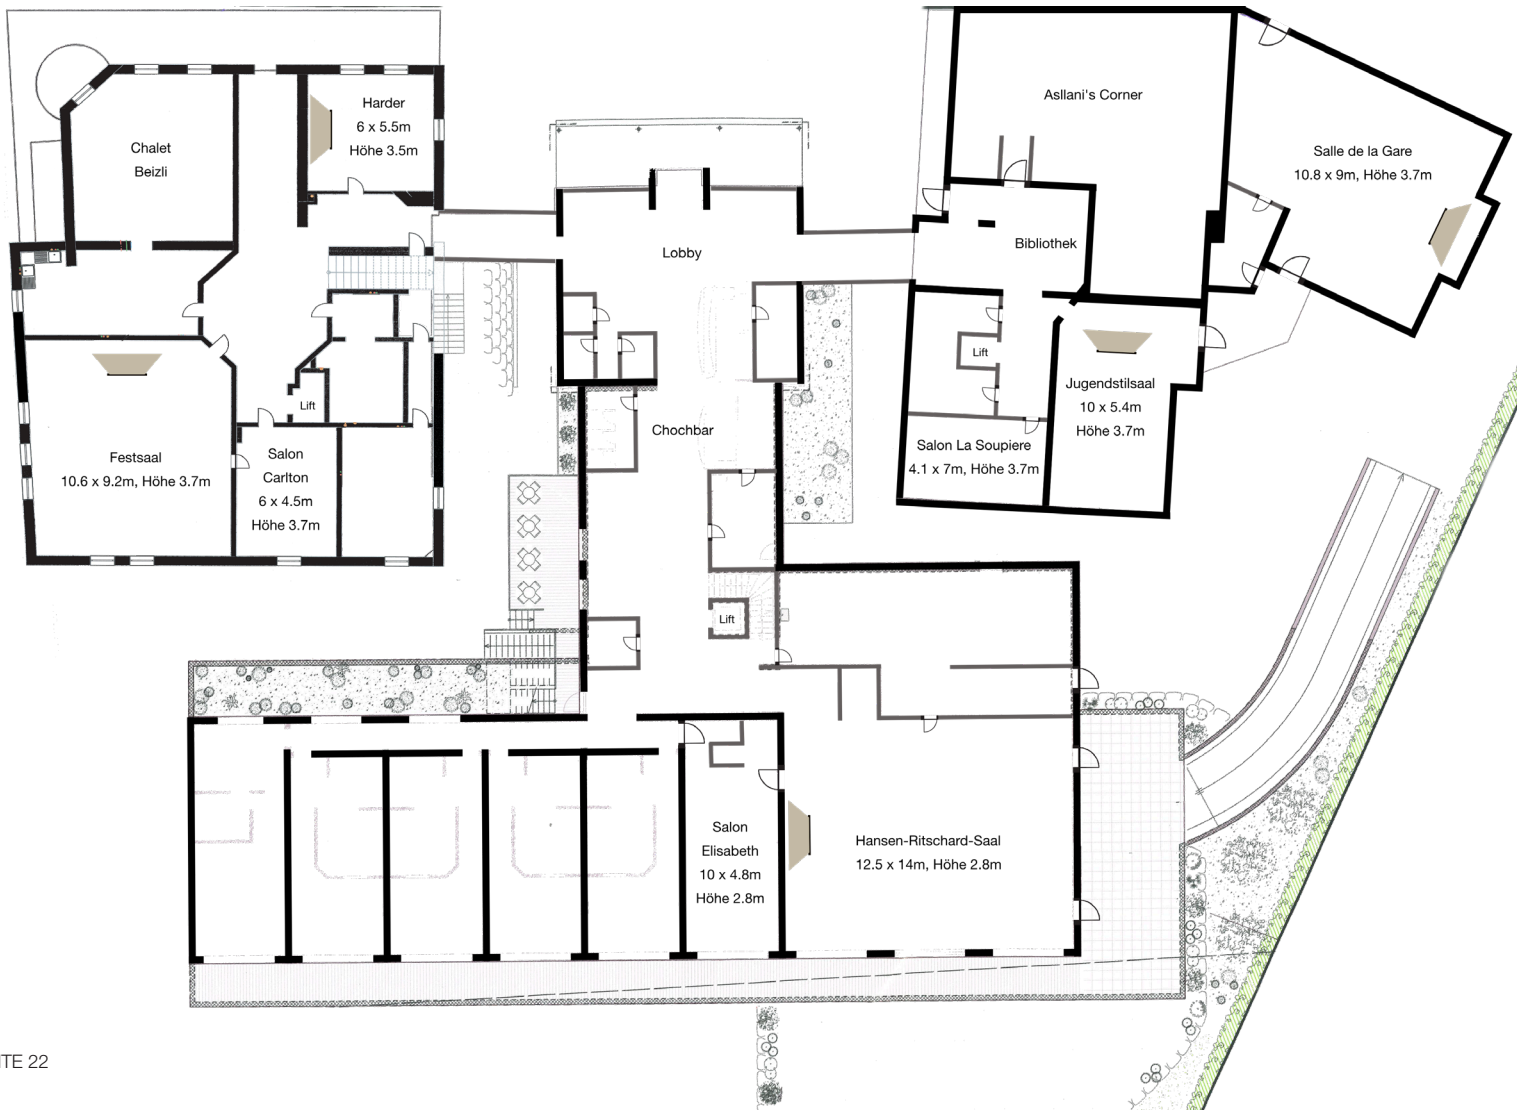 Chalet
Beizli
Harder
6 x 5.5m
Höhe 3.5m
Lobby
Asllani's Corner
Salle de la Gare
10.8 x 9m, Höhe 3.7m
Bibliothek
Lift
Jugendstilsaal
10 x 5.4m
Höhe 3.7m
Salon La Soupiere
4.1 x 7m, Höhe 3.7m
Lift
Chochbar
Festsaal
10.6 x 9.2m, Höhe 3.7m
Salon
Carlton
6 x 4.5m
Höhe 3.7m
Lift
Salon
Elisabeth
10 x 4.8m
Höhe 2.8m
Hansen-Ritschard-Saal
12.5 x 14m, Höhe 2.8m
ITE 22